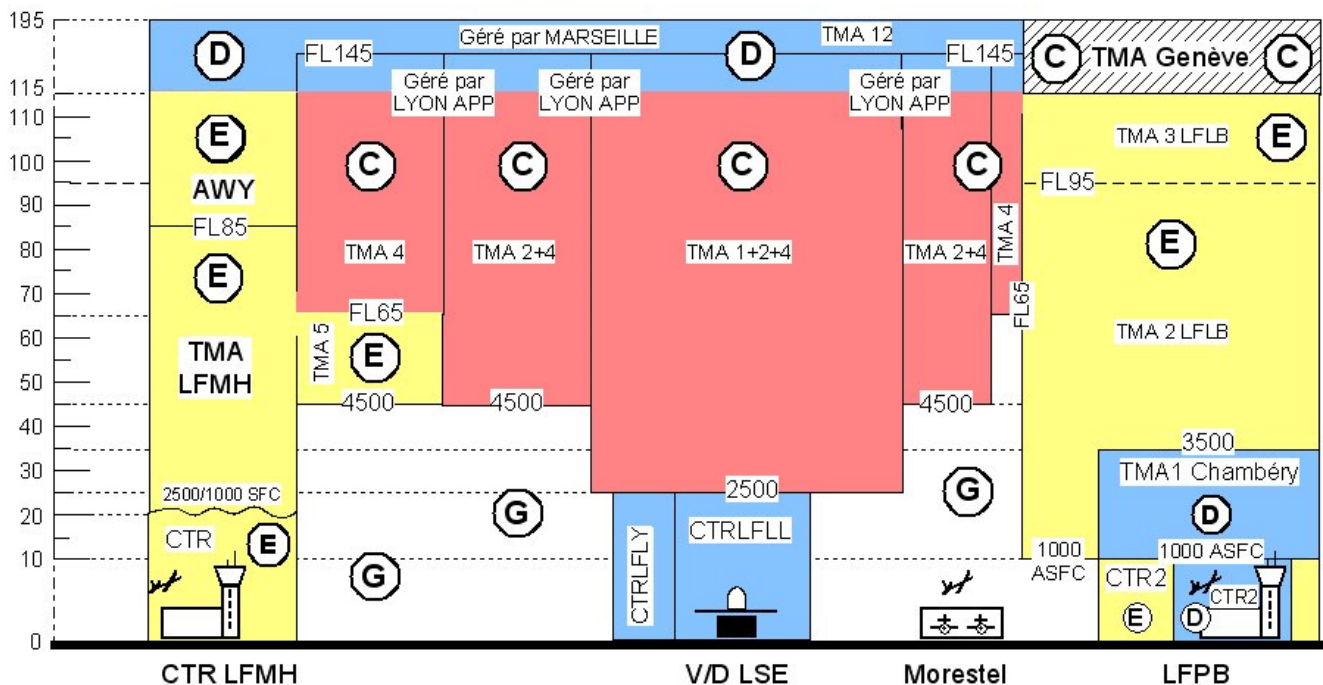 195
115
110
100
90
80
70
60
50
40
30
20
10
0
D
Géré par MARSEILLE
TMA 12
D
FL145
FL145
C
TMA Genève
C
Géré par
LYON APP
Géré par
LYON APP
Géré par
LYON APP
E
AWY
FL85
E
TMA
LFMH
2500/1000 SFC
CTR
E
C
TMA 4
FL65
TMA 5
E
4500
C
TMA 2+4
4500
C
TMA 1+2+4
2500
CTRLFLY
CTRLFLL
C
TMA 2+4
TMA 4
FL65
4500
G
G
G
TMA 3 LFLB
E
FL95
E
TMA 2 LFLB
3500
TMA1 Chambéry
D
1000
ASFC
1000 ASFC
CTR2
E
CTR2
D
CTR LFMH
V/D LSE
Morestel
LFPB